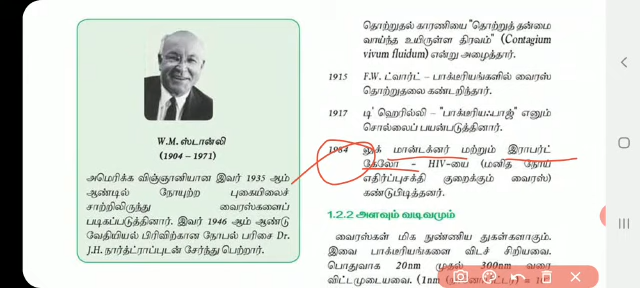 W.M. ஸ்டான்லி
(1904 - 1971)
அமெரிக்க விஞ்ஞானியான இவர் 1935 ஆம்
ஆண்டில் நோயுற்ற புகையிலைச்
சாற்றிலிருந்து வைரஸ்களைப்
படிகப்படுத்தினார். இவர் 1946 ஆம் ஆண்டு
வேதியியல் பிரிவிற்கான நோபல் பரிசை Dr.
J.H. நார்த்ராப்புடன் சேர்ந்து பெற்றார்.
தொற்றுதல் காரணியை "தொற்றுத் தன்மை
வாய்ந்த உயிருள்ள திரவம்" (Contagium
vivum fluidum) என்று அழைத்தார்.
1915 F.W. ட்வார்ட் – பாக்டீரியங்களில் வைரஸ்
தொற்றுதலை கண்டறிந்தார்.
1917 டி' ஹெரில்லி – "பாக்டீரிய∴பாஜ்" எனும்
சொல்லைப் பயன்படுத்தினார்.
1984 லுக் மான்டக்னர் மற்றும் இராபர்ட்
கேலோ – HIV-யை (மனித நோய்
எதிர்ப்புசக்தி குறைக்கும் வைரஸ்)
கண்டுபிடித்தனர்.
1.2.2 அளவும் வடிவமும்
வைரஸ்கள் மிக நுண்ணிய துகள்களாகும்.
இவை பாக்டீரியங்களை விடச் சிறியவை.
பொதுவாக 20nm முதல் 300nm வரை
விட்டமுடையவை. (1nm